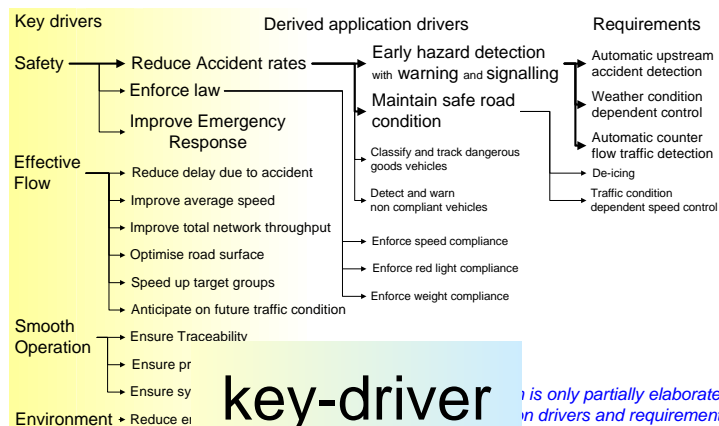 Key drivers
Derived application drivers
Requirements
Safety
Reduce Accident rates
Enforce law
Improve Emergency
Response
Early hazard detection
with warning and signalling
Maintain safe road
condition
Classify and track dangerous
goods vehicles
Detect and warn
non compliant vehicles
Enforce speed compliance
Enforce red light compliance
Enforce weight compliance
Automatic upstream
accident detection
Weather condition
dependent control
Automatic counter
flow traffic detection
De-icing
Traffic condition
dependent speed control
Effective
Flow
Reduce delay due to accident
Improve average speed
Improve total network throughput
Optimise road surface
Speed up target groups
Anticipate on future traffic condition
Smooth
Operation
Ensure Traceability
Ensure
Ensure
Environment
Reduce
key-driver
is only partially
drivers and